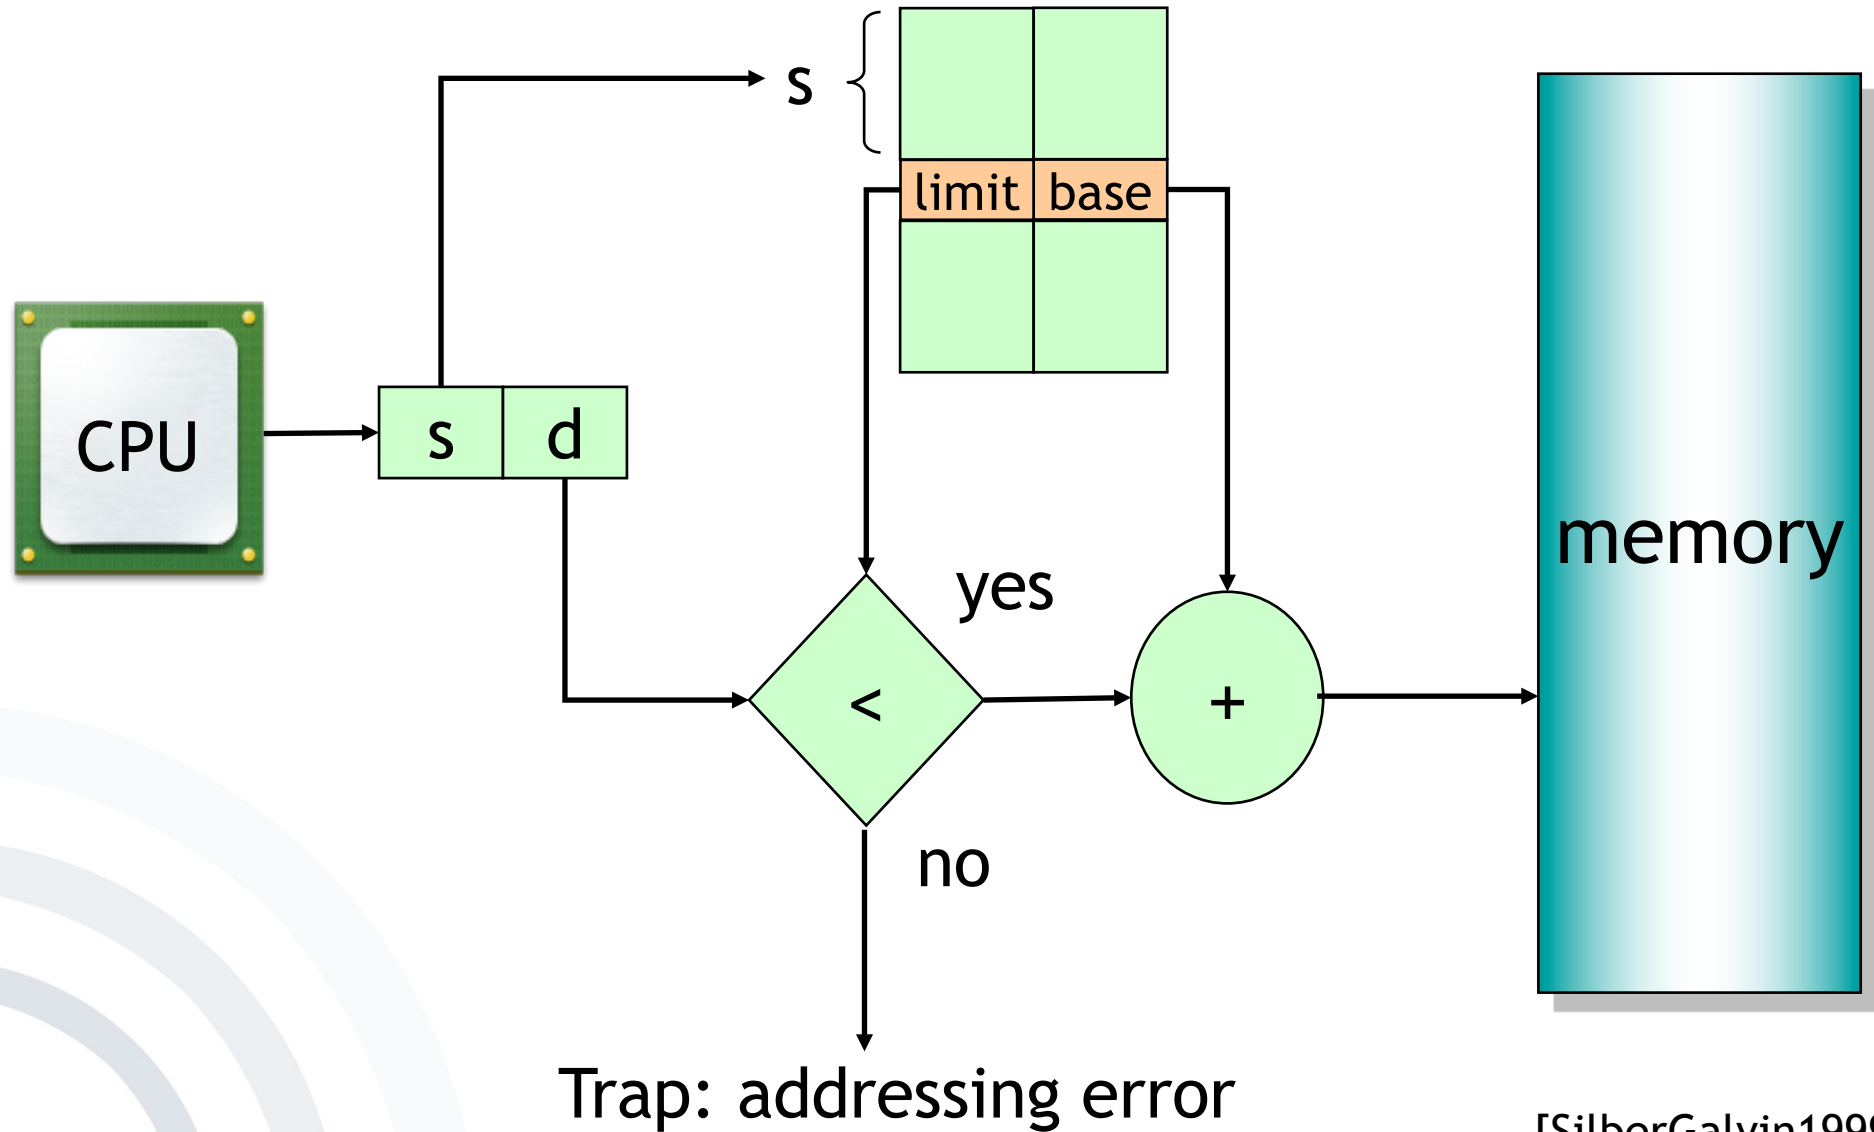 s
limit base
CPU
s d
yes
memory
<
+
no
Trap: addressing error